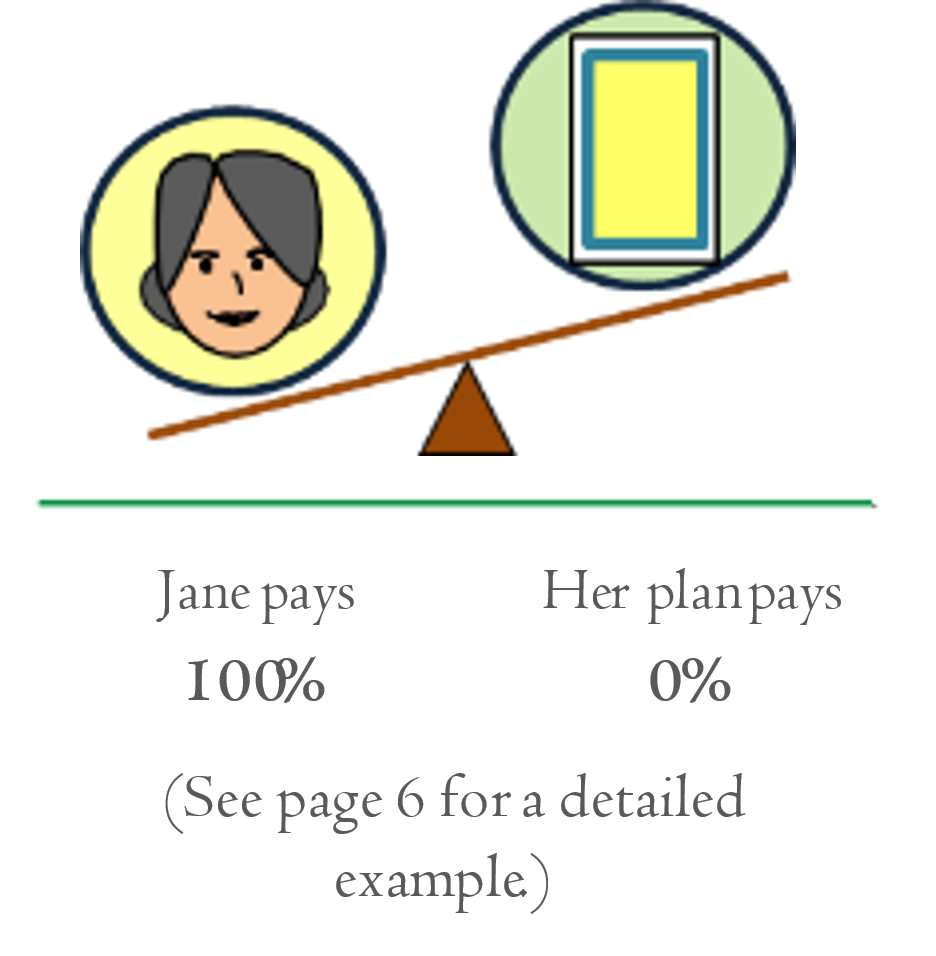 Jane pays Her plan pays
100% 0%
(See page 6 for a detailed
example.)